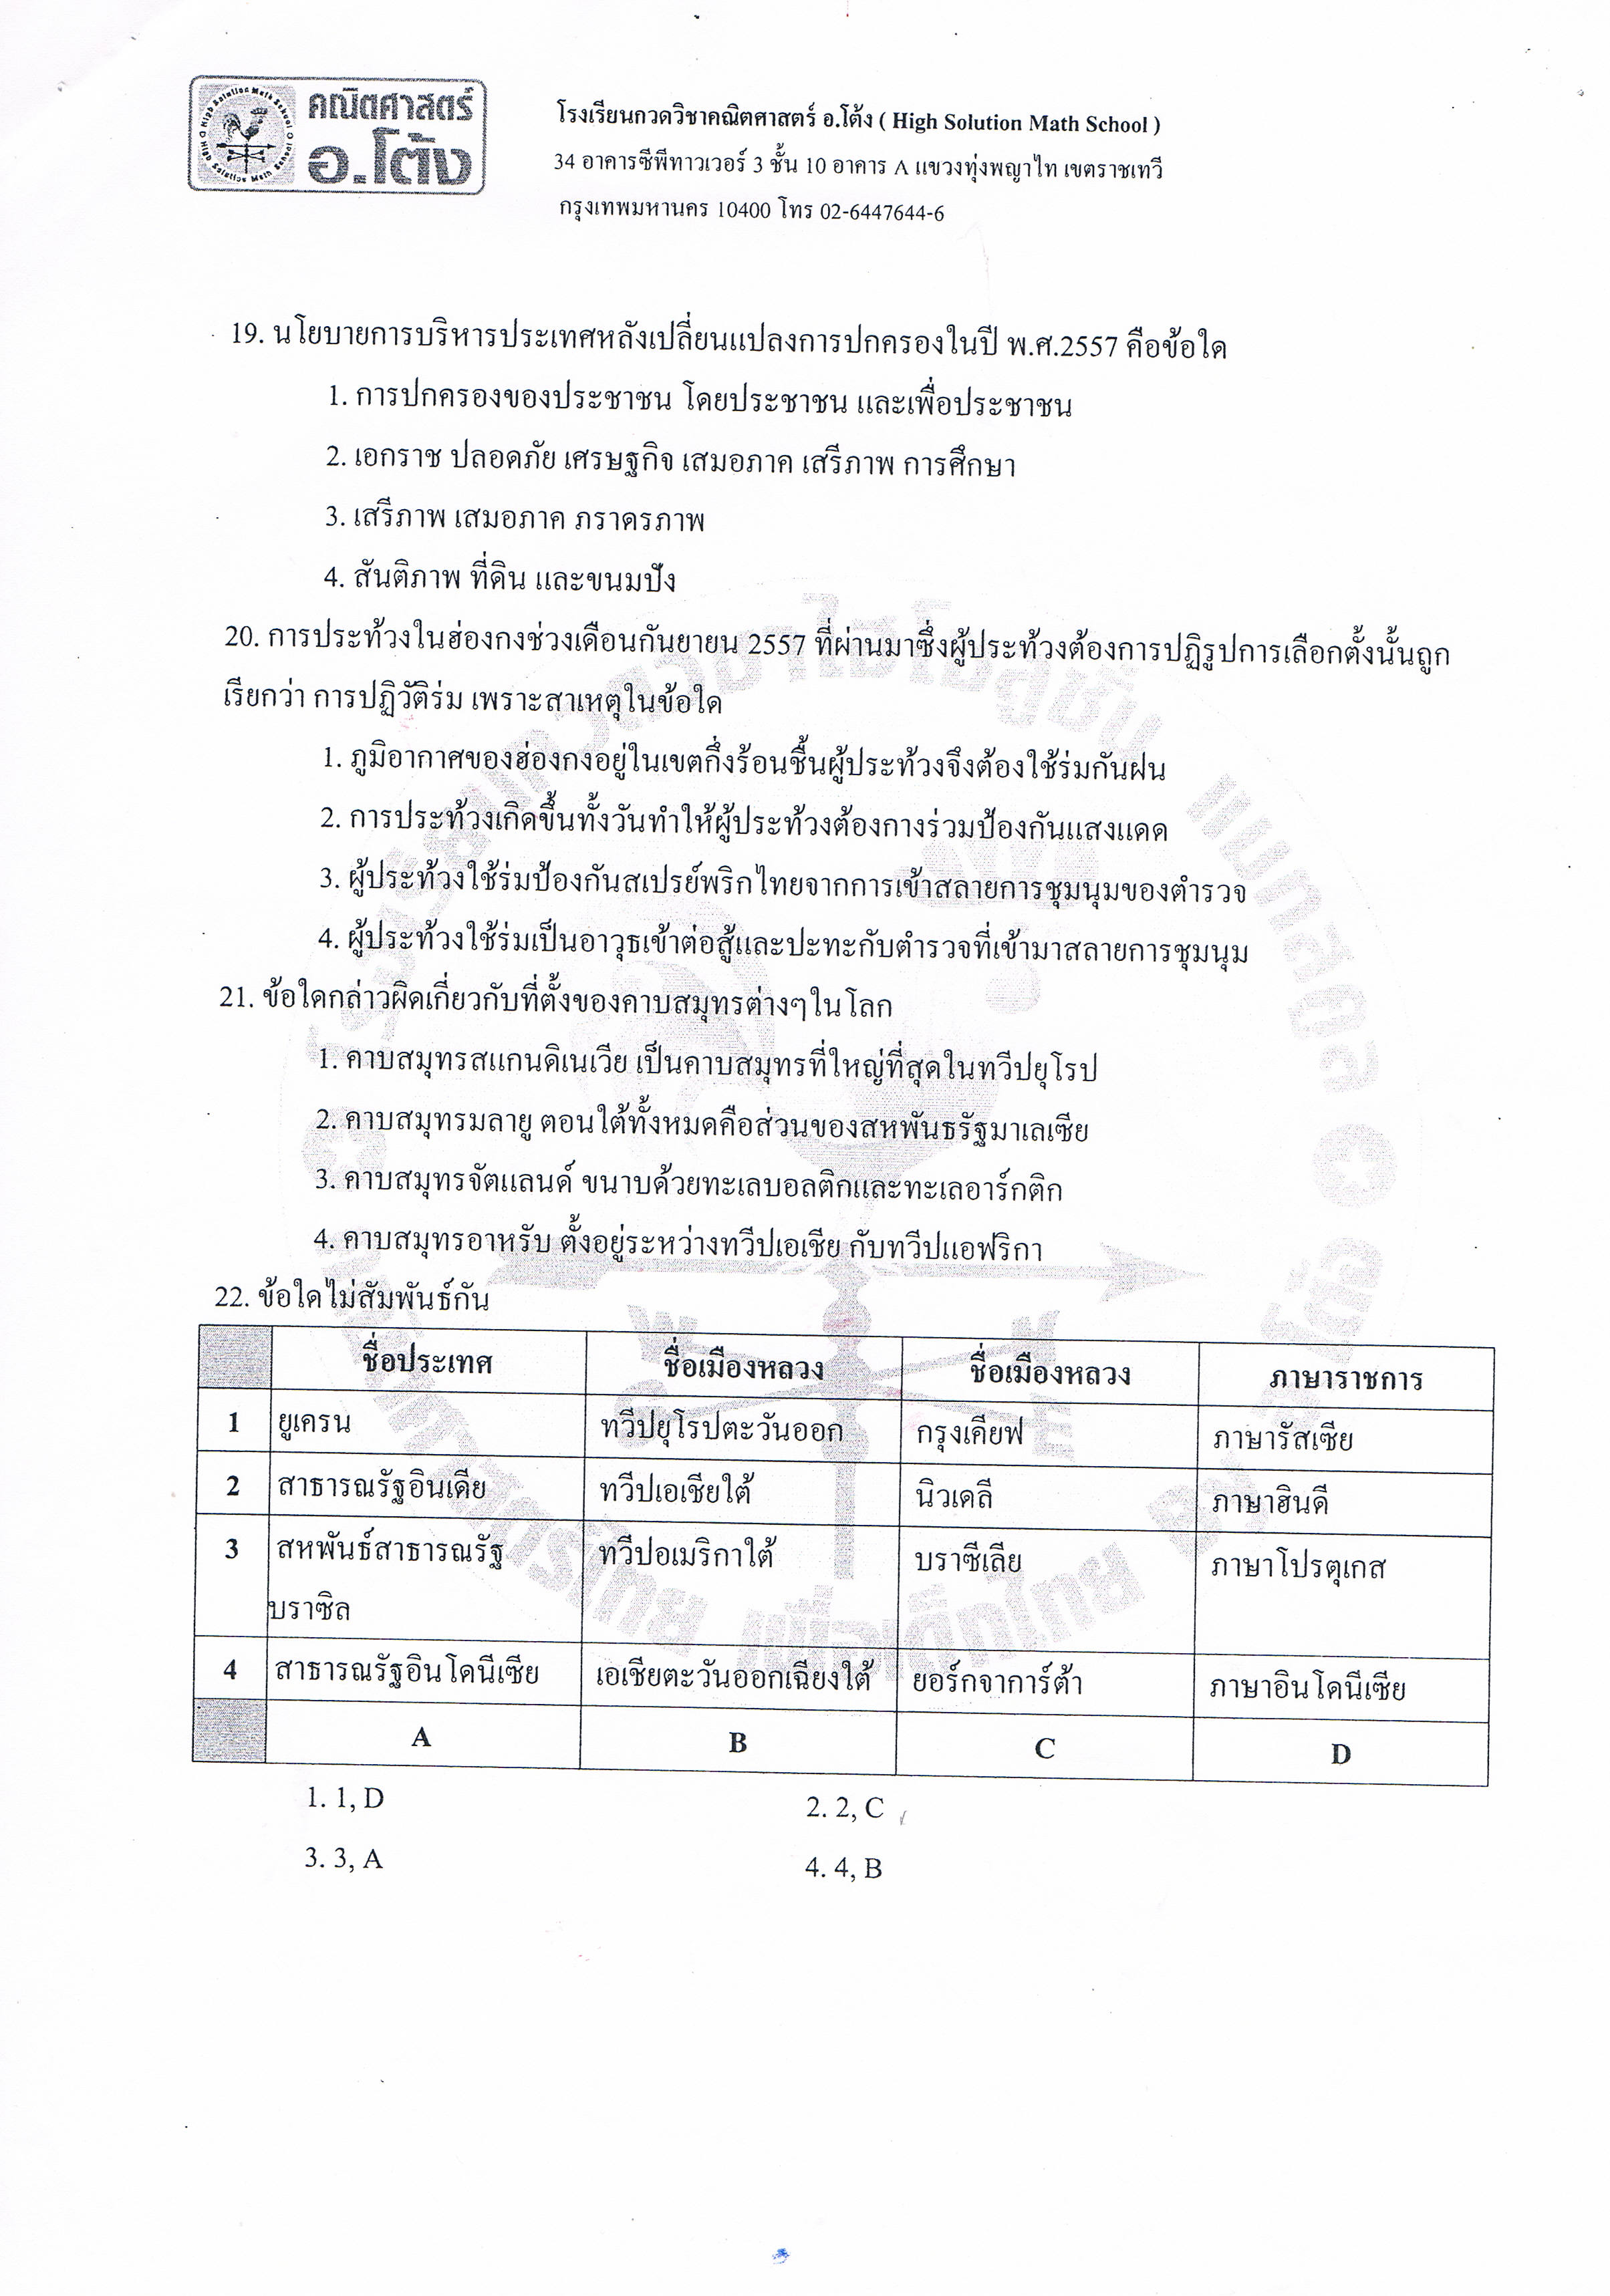 คณิตศาสตร์
อ.โต้ง
High Solution Math School
High Solution Math School
โรงเรียนกวดวิชาคณิตศาสตร์ อ.โต้ง ( High Solution Math School )
34 อาคารซีพีทาวเวอร์ 3 ชั้น 10 อาคาร A แขวงทุ่งพญาไท เขตราชเทวี
กรุงเทพมหานคร 10400 โทร 02-6447644-6
19. นโยบายการบริหารประเทศหลังเปลี่ยนแปลงการปกครองในปี พ.ศ.2557 คือข้อใด
1. การปกครองของประชาชน โดยประชาชน และเพื่อประชาชน
2. เอกราช ปลอดภัย เศรษฐกิจ เสมอภาค เสรีภาพ การศึกษา
3. เสรีภาพ เสมอภาค ภราดรภาพ
4. สันติภาพ ที่ดิน และขนมปัง
20. การประท้วงในฮ่องกงช่วงเดือนกันยายน 2557 ที่ผ่านมาซึ่งผู้ประท้วงต้องการปฏิรูปการเลือกตั้งนั้นถูก
เรียกว่า การปฏิวัติร่ม เพราะสาเหตุในข้อใด
1. ภูมิอากาศของฮ่องกงอยู่ในเขตกึ่งร้อนชื้นผู้ประท้วงจึงต้องใช้ร่มกันฝน
2. การประท้วงเกิดขึ้นทั้งวันทำให้ผู้ประท้วงต้องกางร่วมป้องกันแสงแดด
3. ผู้ประท้วงใช้ร่มป้องกันสเปรย์พริกไทยจากการเข้าสลายการชุมนุมของตำรวจ
4. ผู้ประท้วงใช้ร่มเป็นอาวุธเข้าต่อสู้และปะทะกับตำรวจที่เข้ามาสลายการชุมนุม
21. ข้อใดกล่าวผิดเกี่ยวกับที่ตั้งของคาบสมุทรต่างๆในโลก
1. คาบสมุทรสแกนดิเนเวีย เป็นคาบสมุทรที่ใหญ่ที่สุดในทวีปยุโรป
2. คาบสมุทรมลายู ตอนใต้ทั้งหมดคือส่วนของสหพันธรัฐมาเลเซีย
3. คาบสมุทรจัตแลนด์ ขนาบด้วยทะเลบอลติกและทะเลอาร์กติก
4. คาบสมุทรอาหรับ ตั้งอยู่ระหว่างทวีปเอเชีย กับทวีปแอฟริกา
22. ข้อใดไม่สัมพันธ์กัน
ชื่อประเทศ ชื่อเมืองหลวง ชื่อเมืองหลวง ภาษาราชการ
1 ยูเครน ทวีปยุโรปตะวันออก กรุงเคียฟ ภาษารัสเซีย
2 สาธารณรัฐอินเดีย ทวีปเอเชียใต้ นิวเดลี ภาษาฮินดี
3 สหพันธ์สาธารณรัฐ ทวีปอเมริกาใต้ บราซีเลีย ภาษาโปรตุเกส
บราซิล
4 สาธารณรัฐอินโดนีเซีย เอเชียตะวันออกเฉียงใต้ ยอร์กจาการ์ต้า ภาษาอินโดนีเซีย
A B C D
1. 1, D 2. 2, C
3. 3, A 4. 4, B